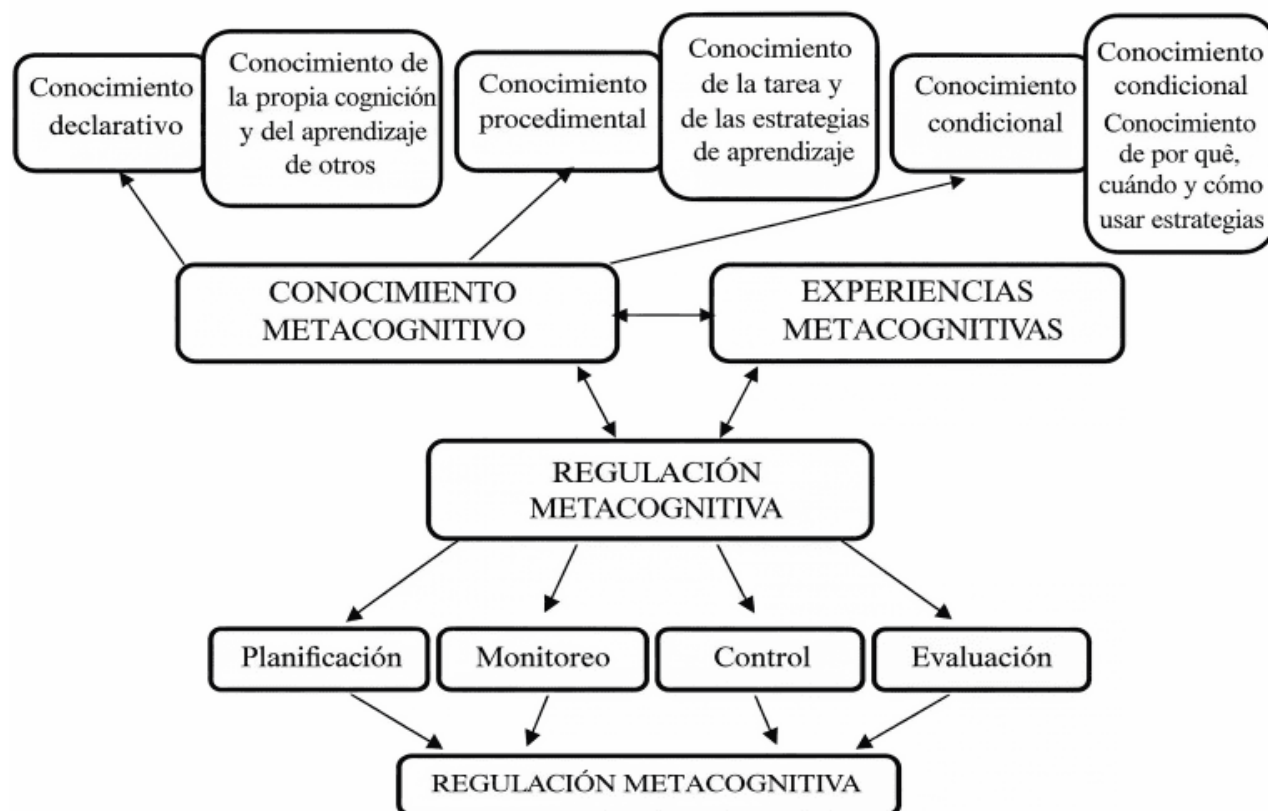 Conocimiento
declarativo
Conocimiento de
la propia cognición
y del aprendizaje
de otros
Conocimiento
procedimental
Conocimiento
de la tarea y
de las estrategias
de aprendizaje
Conocimiento
condicional
Conocimiento
condicional
Conocimiento
de porquè,
cuándo y cómo
usar estrategias
CONOCIMIENTO
METACOGNITIVO
EXPERIENCIAS
METACOGNITIVAS
REGULACIÓN
METACOGNITIVA
Planificación
Monitoreo
Control
Evaluación
REGULACIÓN METACOGNITIVA